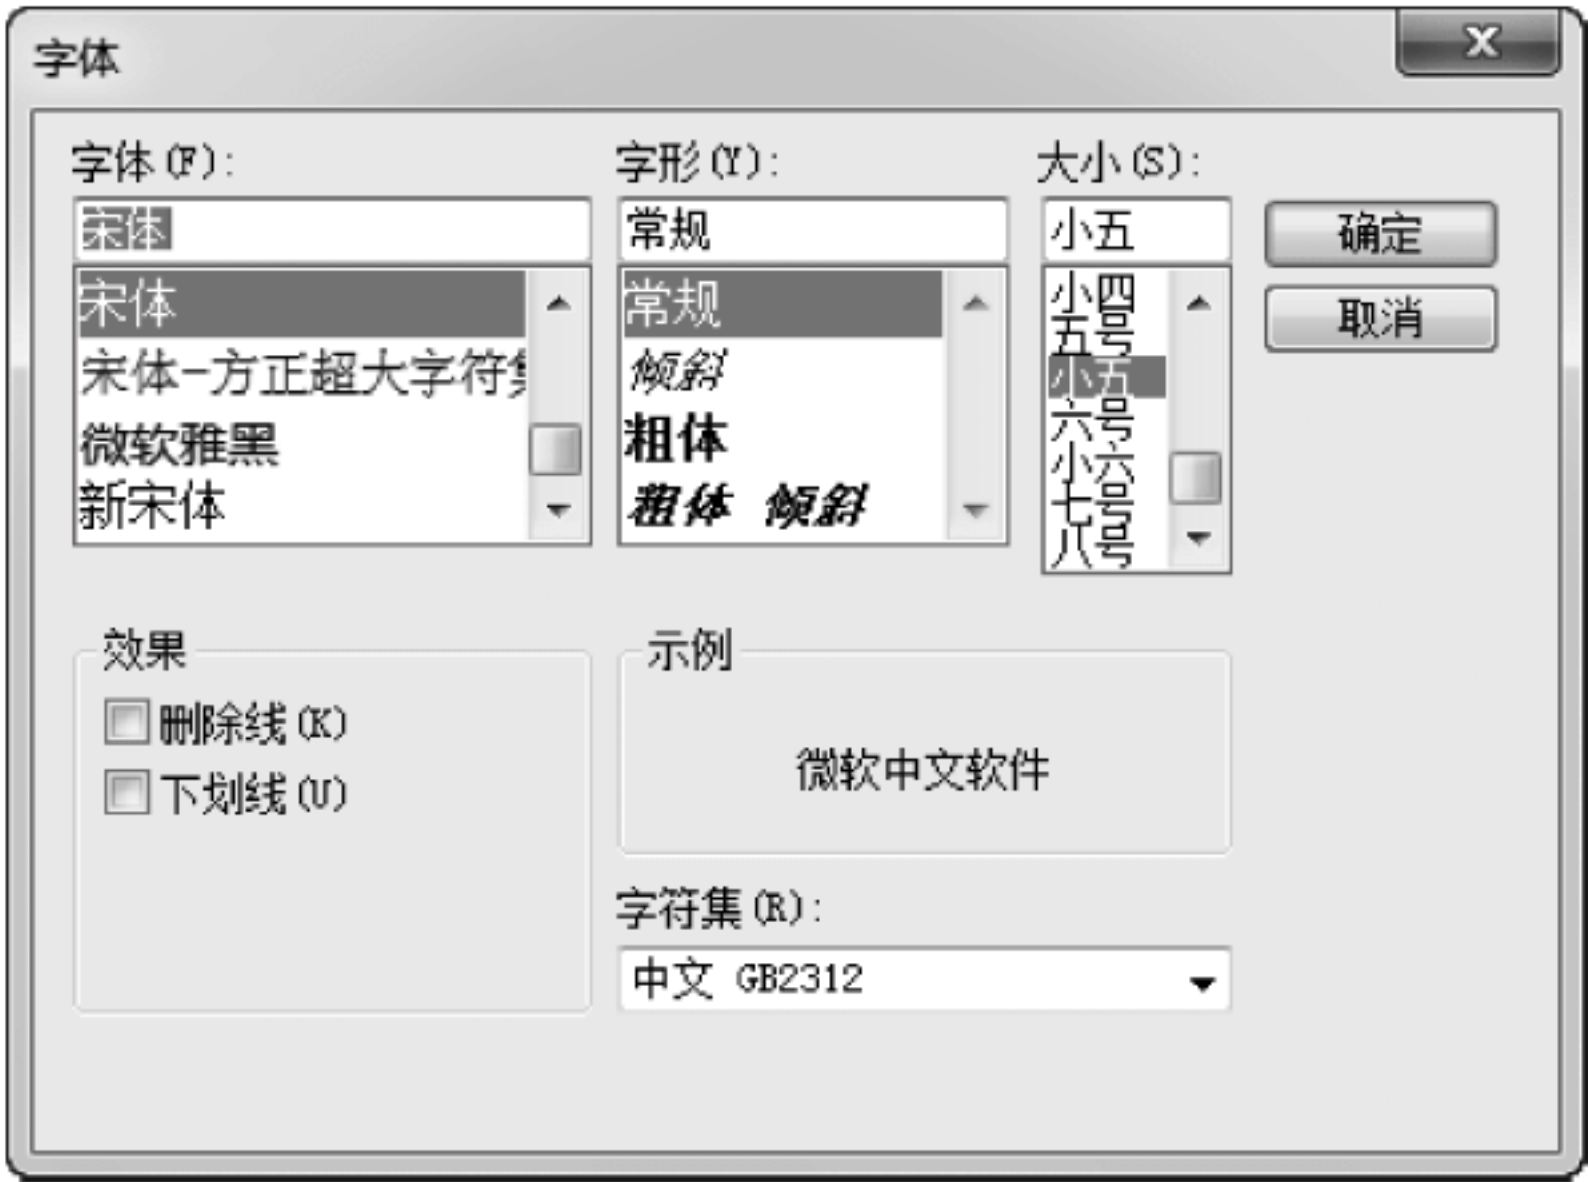 字体
字体(F):
宋体
宋体
宋体-方正超大字符集
微软雅黑
新宋体
字形(Y):
常规
常规
倾斜
粗体
粗体 倾斜
大小(S):
小五
小四
五号
小五
六号
小六
七号
八号
确定
取消
效果
删除线(K)
下划线(U)
示例
微软中文软件
字符集(R):
中文 GB2312